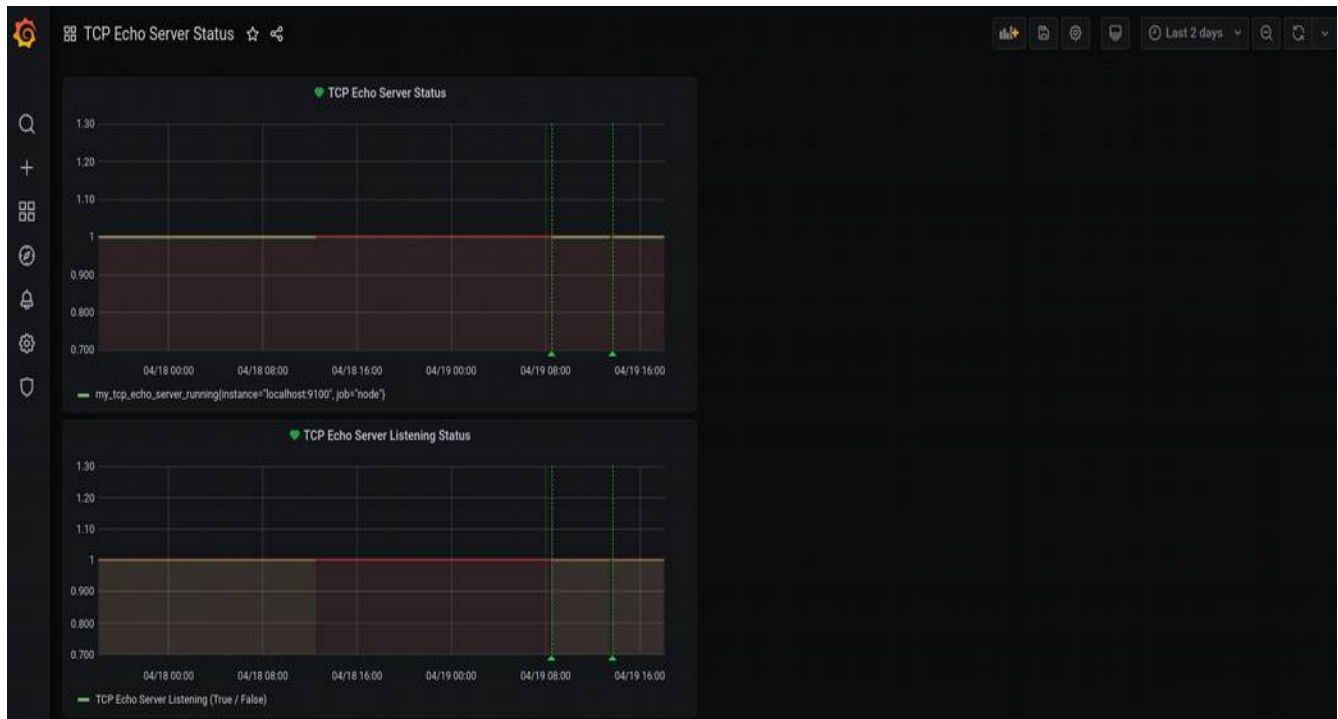 TCP Echo Server Status
Last 2 days
TCP Echo Server Status
1.30
1.20
1.10
1
0.900
0.800
0.700
04/18 00:00 04/18 08:00 04/18 16:00 04/19 00:00 04/19 08:00 04/19 16:00
my_tcp_echo_server_running{instance="localhost:9100", job="node"}
TCP Echo Server Listening Status
1.30
1.20
1.10
1
0.900
0.800
0.700
04/18 00:00 04/18 08:00 04/18 16:00 04/19 00:00 04/19 08:00 04/19 16:00
TCP Echo Server Listening (True / False)